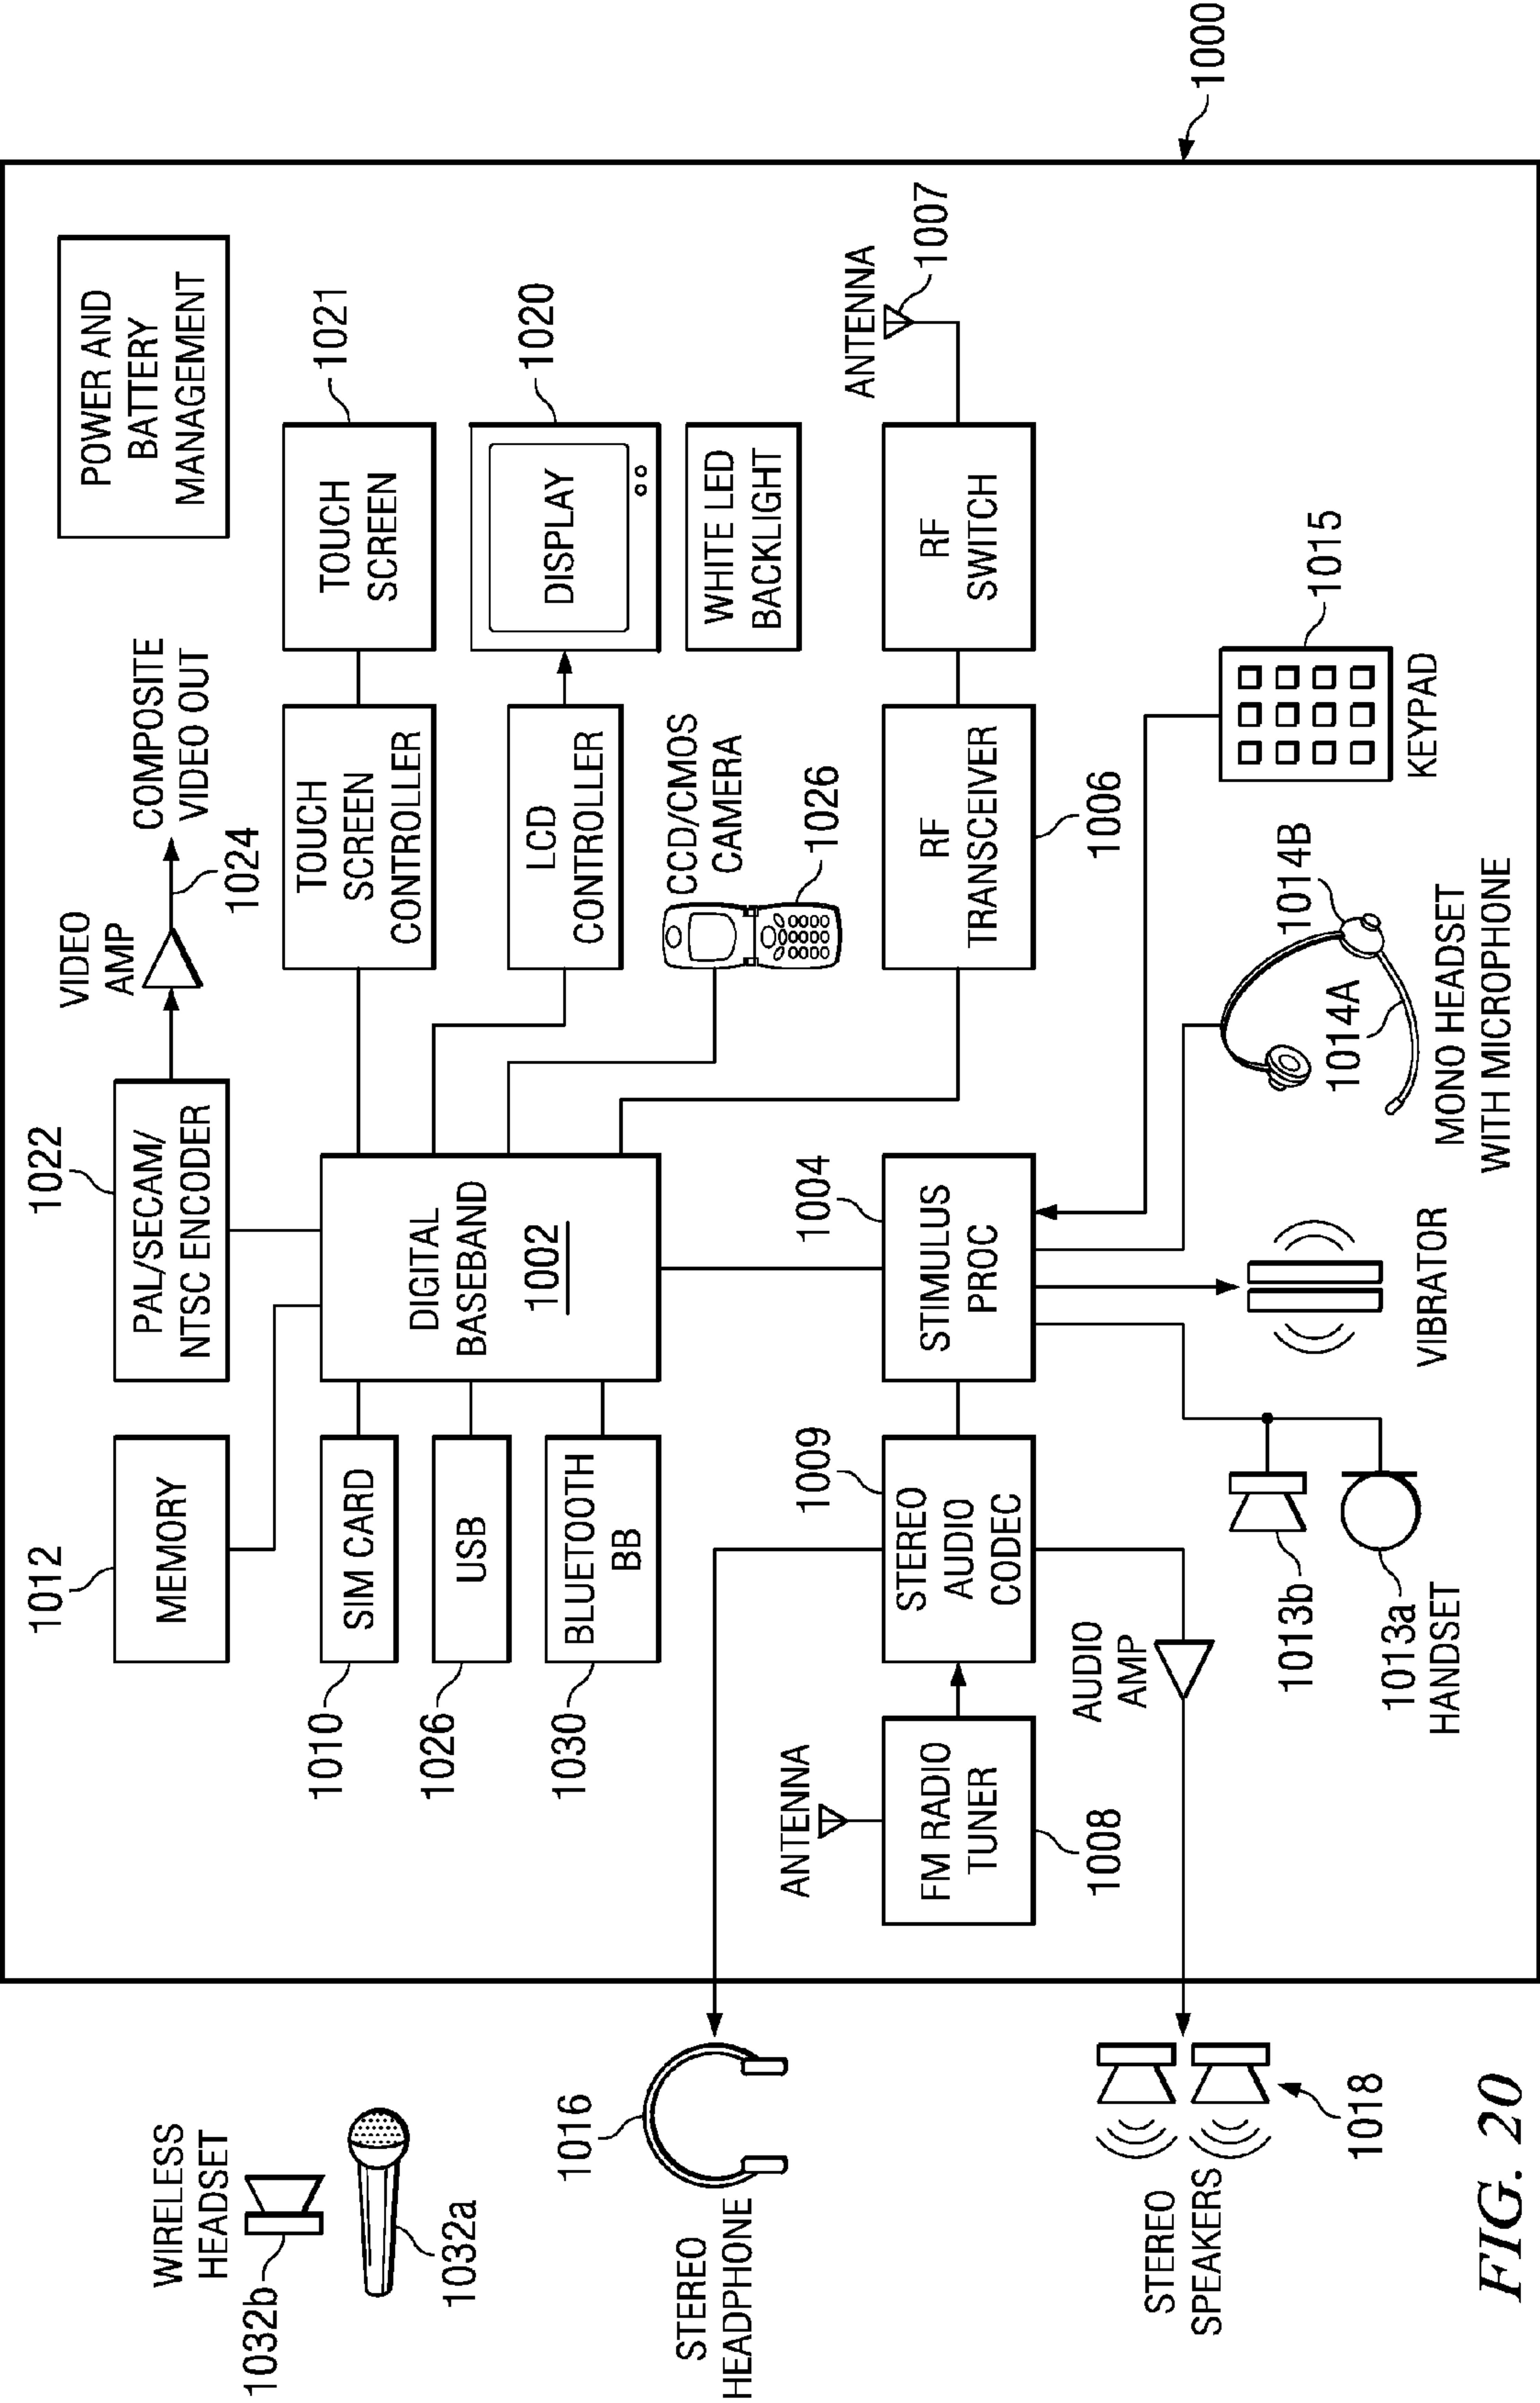 1000
POWER AND
BATTERY
MANAGEMENT
COMPOSITE
VIDEO OUT
VIDEO
AMP
1024
1022
PAL/SECAM/
NTSC ENCODER
1012
MEMORY
TOUCH
SCREEN
1021
TOUCH
SCREEN
CONTROLLER
DISPLAY
1020
LCD
CONTROLLER
WHITE LED
BACKLIGHT
CCD/CMOS
CAMERA
1026
DIGITAL
BASEBAND
1002
SIM CARD
1010
USB
1026
BLUETOOTH
BB
1030
ANTENNA
1007
RF
SWITCH
RF
TRANSCEIVER
1006
1004
STIMULUS
PROC
1009
STEREO
AUDIO
CODEC
ANTENNA
FM RADIO
TUNER
1008
AUDIO
AMP
1015
KEYPAD
1014B
1014A
MONO HEADSET
WITH MICROPHONE
VIBRATOR
1013b
1013a
HANDSET
WIRELESS
HEADSET
1032b
1032a
1016
STEREO
HEADPHONE
STEREO
SPEAKERS
1018
FIG. 20